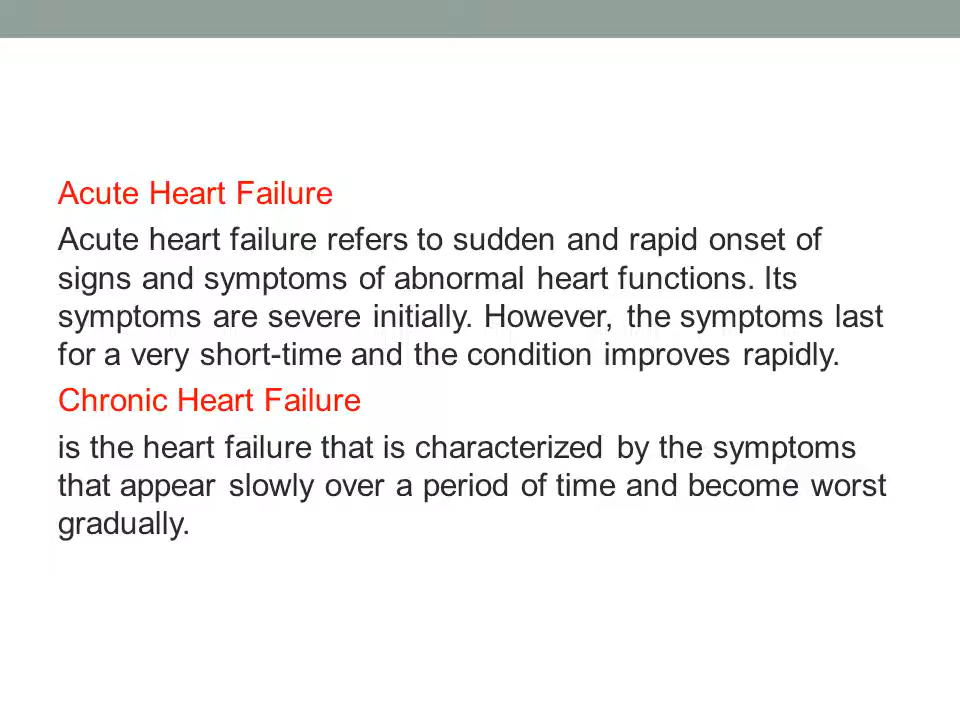 Acute Heart Failure
Acute heart failure refers to sudden and rapid onset of
signs and symptoms of abnormal heart functions. Its
symptoms are severe initially. However, the symptoms last
for a very short-time and the condition improves rapidly.
Chronic Heart Failure
is the heart failure that is characterized by the symptoms
that appear slowly over a period of time and become worst
gradually.